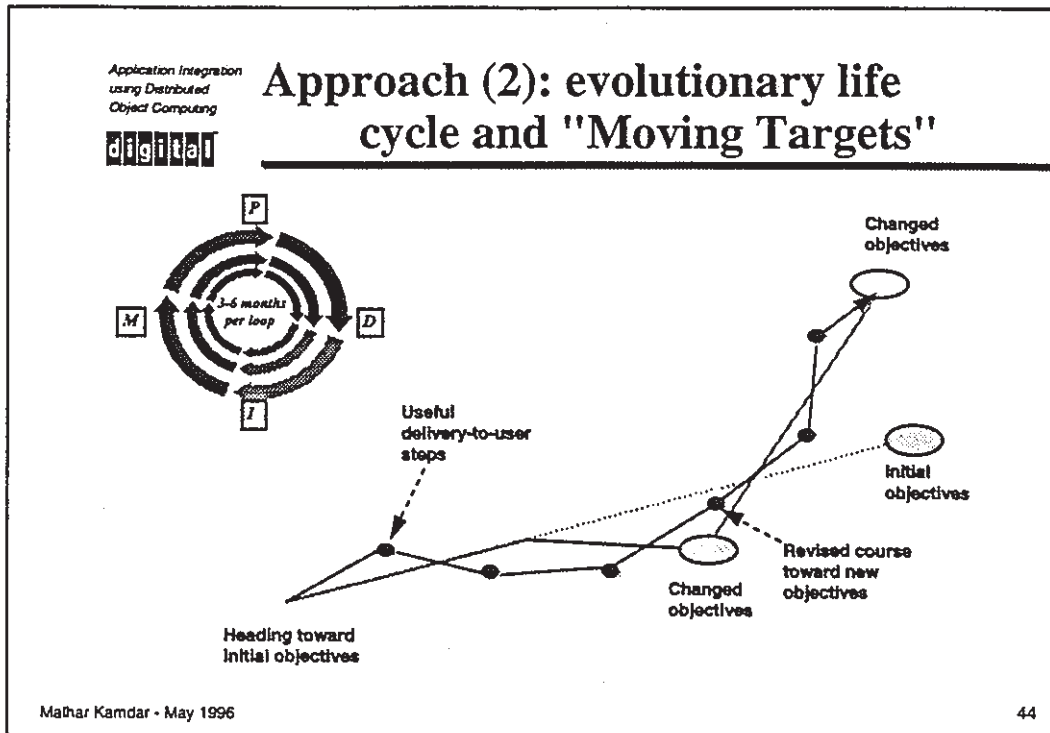 Application Integration
using Distributed
Object Computing
digital
Approach (2): evolutionary life
cycle and "Moving Targets"
P
M
3-6 months
per loop
D
I
Changed
objectives
Useful
delivery-to-user
steps
Initial
objectives
Revised course
toward new
objectives
Changed
objectives
Heading toward
initial objectives
Mathar Kamdar - May 1996
44